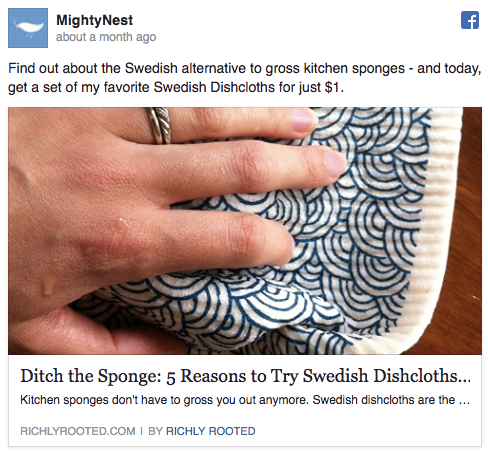 MightyNest
about a month ago
Find out about the Swedish alternative to gross kitchen sponges - and today,
get a set of my favorite Swedish Dishcloths for just $1.
Ditch the Sponge: 5 Reasons to Try Swedish Dishcloths...
Kitchen sponges don't have to gross you out anymore. Swedish dishcloths are the ...
RICHLYROOTED.COM | BY RICHLY ROOTED